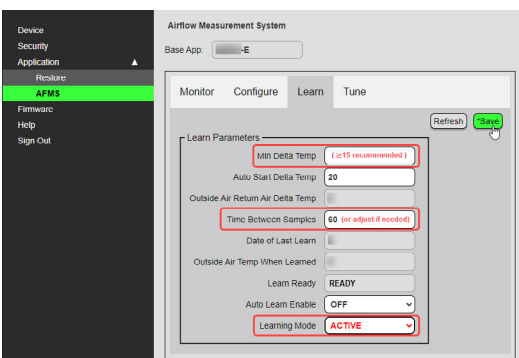 Device
Security
Application ▲
Restore
AFMS
Firmware
Help
Sign Out
Airflow Measurement System
Base App: -E
Monitor Configure Learn Tune
Refresh *Save
Learn Parameters
Min Delta Temp ( ≥15 recommended )
Auto Start Delta Temp 20
Outside Air Return Air Delta Temp
Time Between Samples 60 (or adjust if needed)
Date of Last Learn
Outside Air Temp When Learned
Learn Ready READY
Auto Learn Enable OFF
Learning Mode ACTIVE